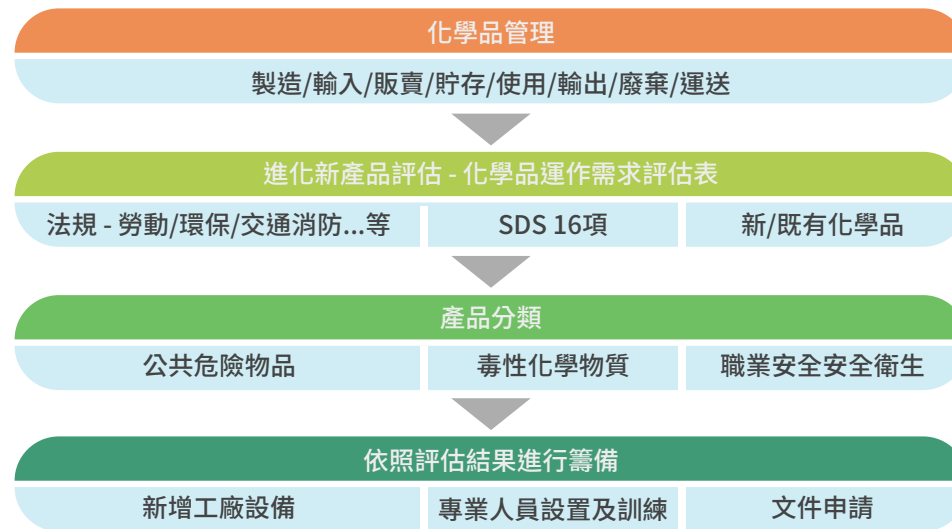 化學品管理
製造/輸入/販賣/貯存/使用/輸出/廢棄/運送
進化新產品評估 - 化學品運作需求評估表
法規 - 勞動/環保/交通消防...等
SDS 16項
新/既有化學品
產品分類
公共危險物品
毒性化學物質
職業安全安全衛生
依照評估結果進行籌備
新增工廠設備
專業人員設置及訓練
文件申請